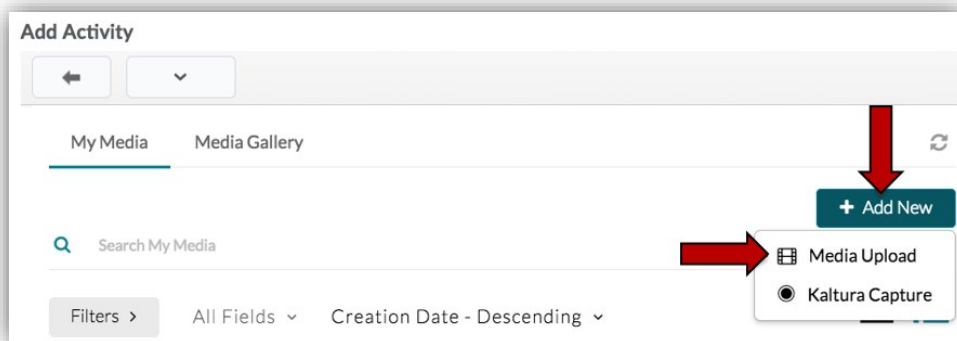 Add Activity
My Media Media Gallery
+ Add New
Search My Media
Media Upload
Kaltura Capture
Filters > All Fields Creation Date - Descending